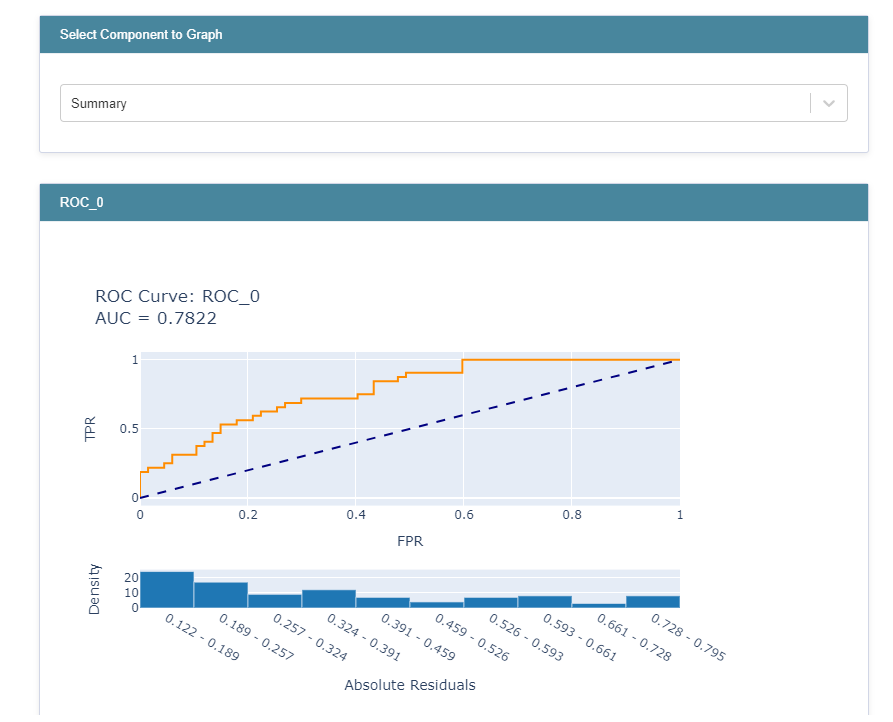 Select Component to Graph
Summary
ROC_0
ROC Curve: ROC_0
AUC = 0.7822
1
0.5
0
TPR
0 0.2 0.4 0.6 0.8 1
FPR
20
10
0
Density
0.122 - 0.189
0.189 - 0.257
0.257 - 0.324
0.324 - 0.391
0.391 - 0.459
0.459 - 0.526
0.526 - 0.593
0.593 - 0.661
0.661 - 0.728
0.728 - 0.795
Absolute Residuals